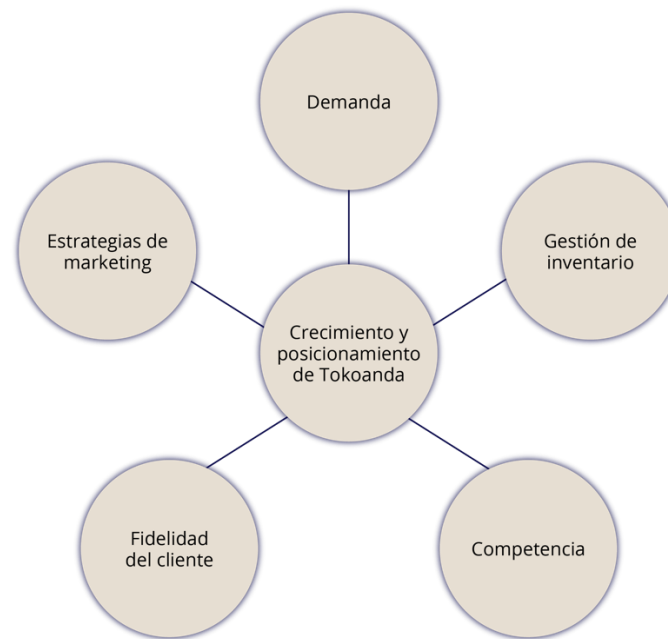 Demanda
Estrategias de
marketing
Gestión de
inventario
Crecimiento y
posicionamiento
de Tokoanda
Fidelidad
del cliente
Competencia